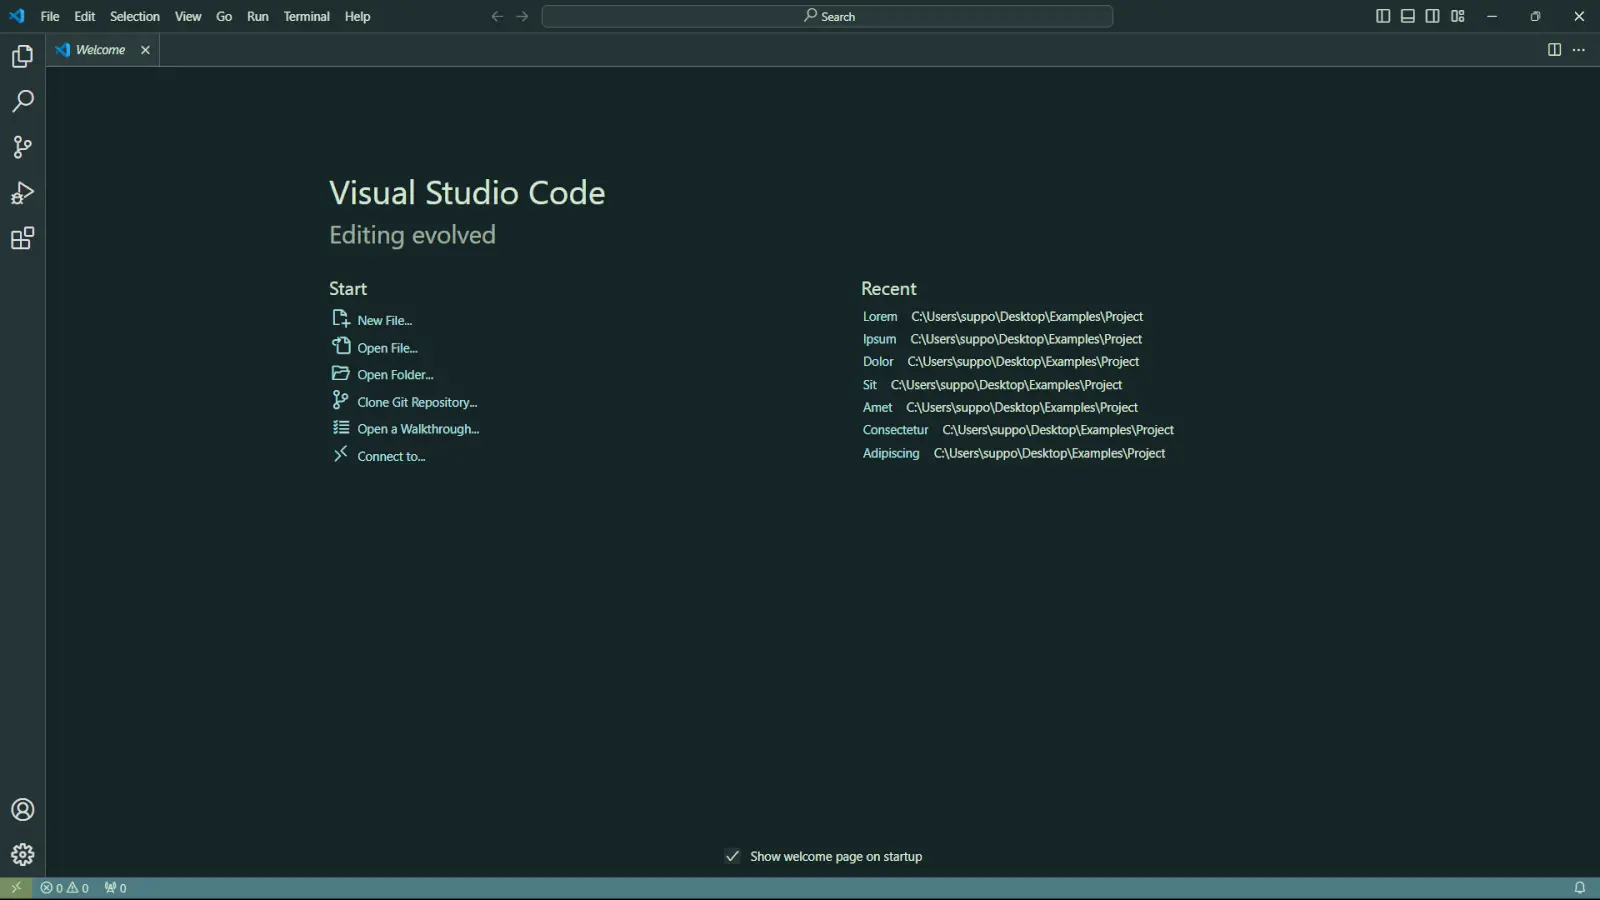 File Edit Selection View Go Run Terminal Help Search
Welcome
Visual Studio Code
Editing evolved
Start
New File...
Open File...
Open Folder...
Clone Git Repository...
Open a Walkthrough...
Connect to...
Recent
Lorem C:\Users\suppo\Desktop\Examples\Project
Ipsum C:\Users\suppo\Desktop\Examples\Project
Dolor C:\Users\suppo\Desktop\Examples\Project
Sit C:\Users\suppo\Desktop\Examples\Project
Amet C:\Users\suppo\Desktop\Examples\Project
Consectetur C:\Users\suppo\Desktop\Examples\Project
Adipiscing C:\Users\suppo\Desktop\Examples\Project
Show welcome page on startup
0 0 0